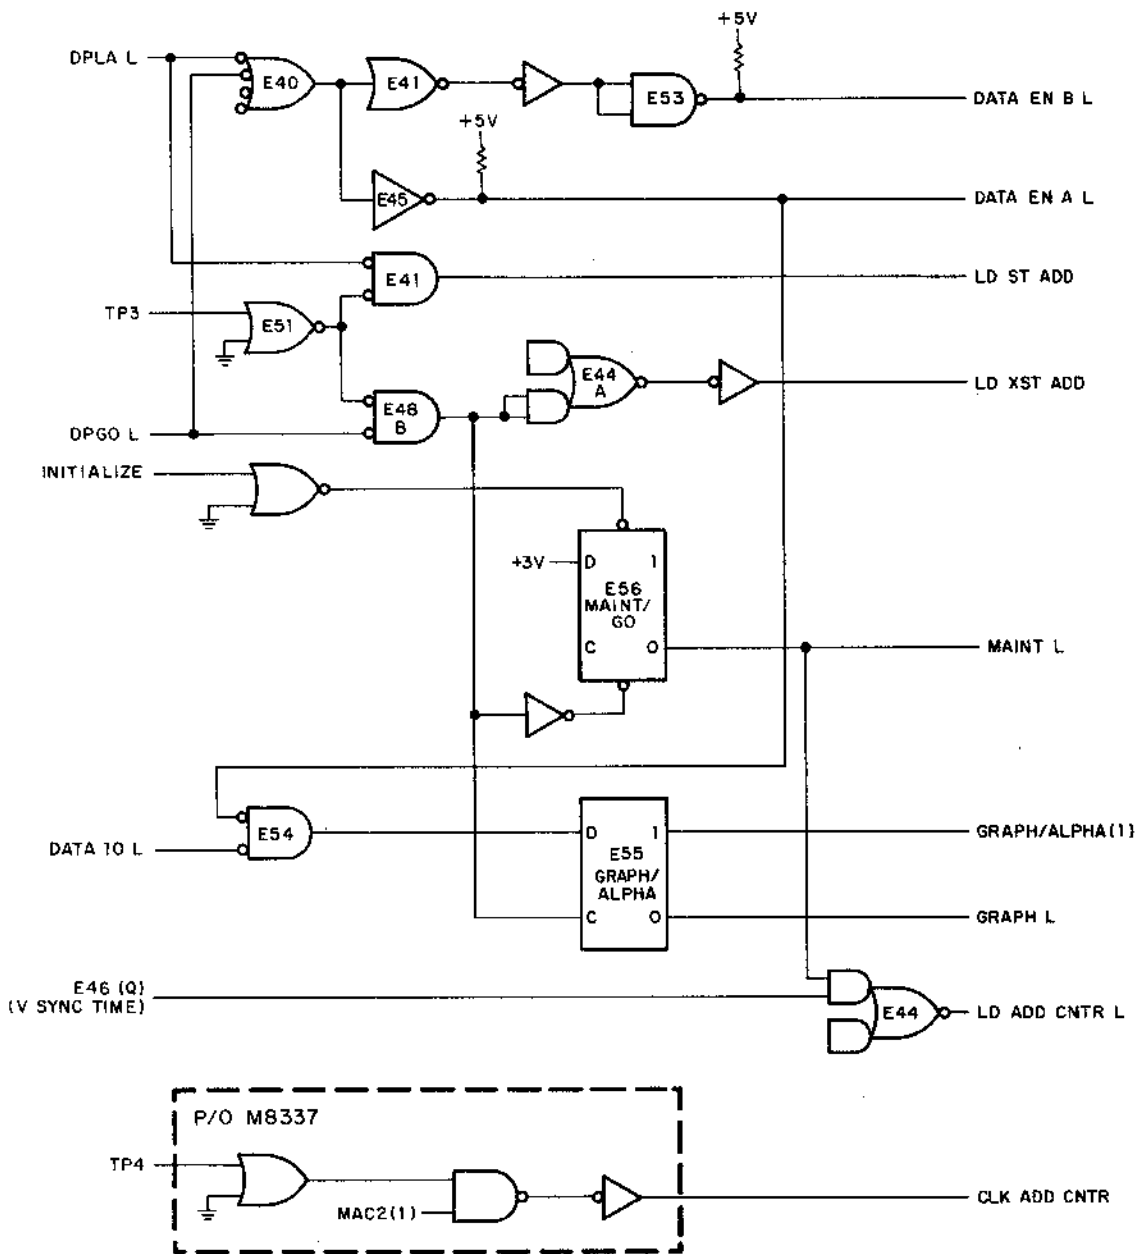 +5V
DPLA L
E40
E41
E53
DATA EN B L
+5V
E45
DATA EN A L
E41
LD ST ADD
TP3
E51
E44
A
LD XST ADD
E48
B
DPGO L
INITIALIZE
+3V
D 1
E56
MAINT/
GO
C 0
MAINT L
E54
D 1
GRAPH/ALPHA(1)
DATA 10 L
E55
GRAPH/
ALPHA
C 0
GRAPH L
E46 (Q)
(V SYNC TIME)
E44
LD ADD CNTR L
P/O M8337
TP4
MAC2(1)
CLK ADD CNTR